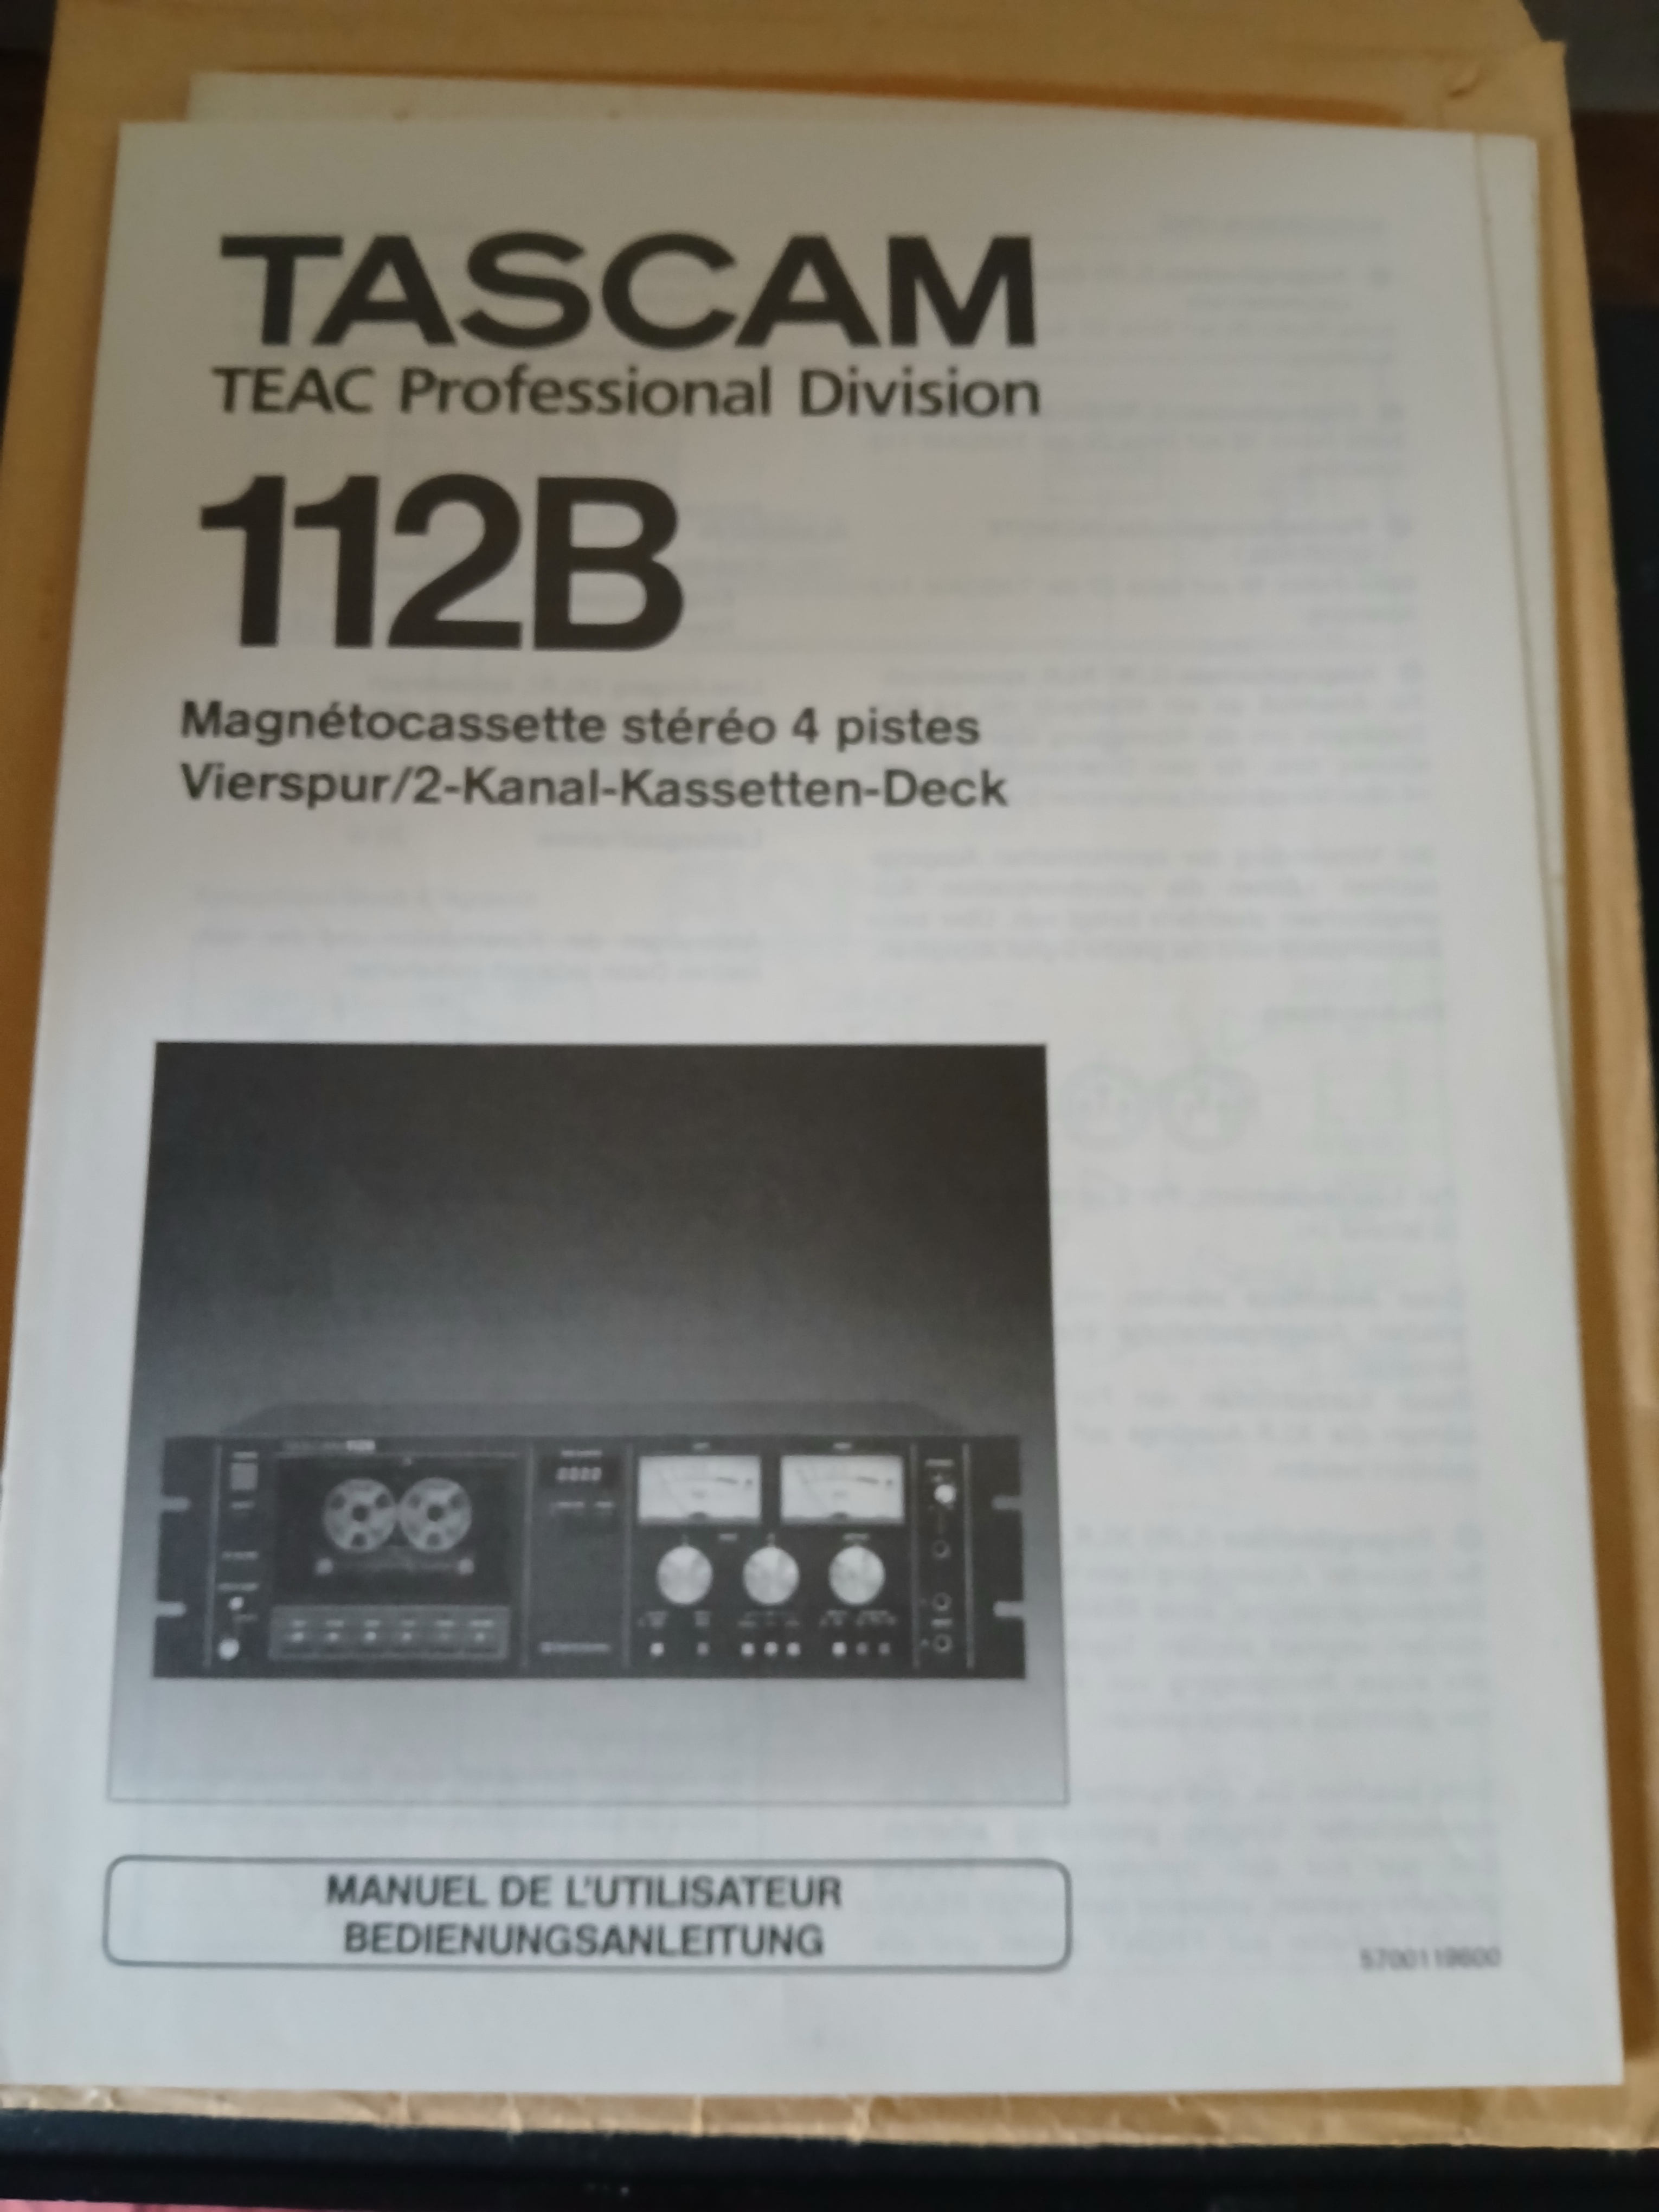 TASCAM
TEAC Professional Division
112B
Magnétocassette stéréo 4 pistes
Vierspur/2-Kanal-Kassetten-Deck
MANUEL DE L'UTILISATEUR
BEDIENUNGSANLEITUNG
5700119600